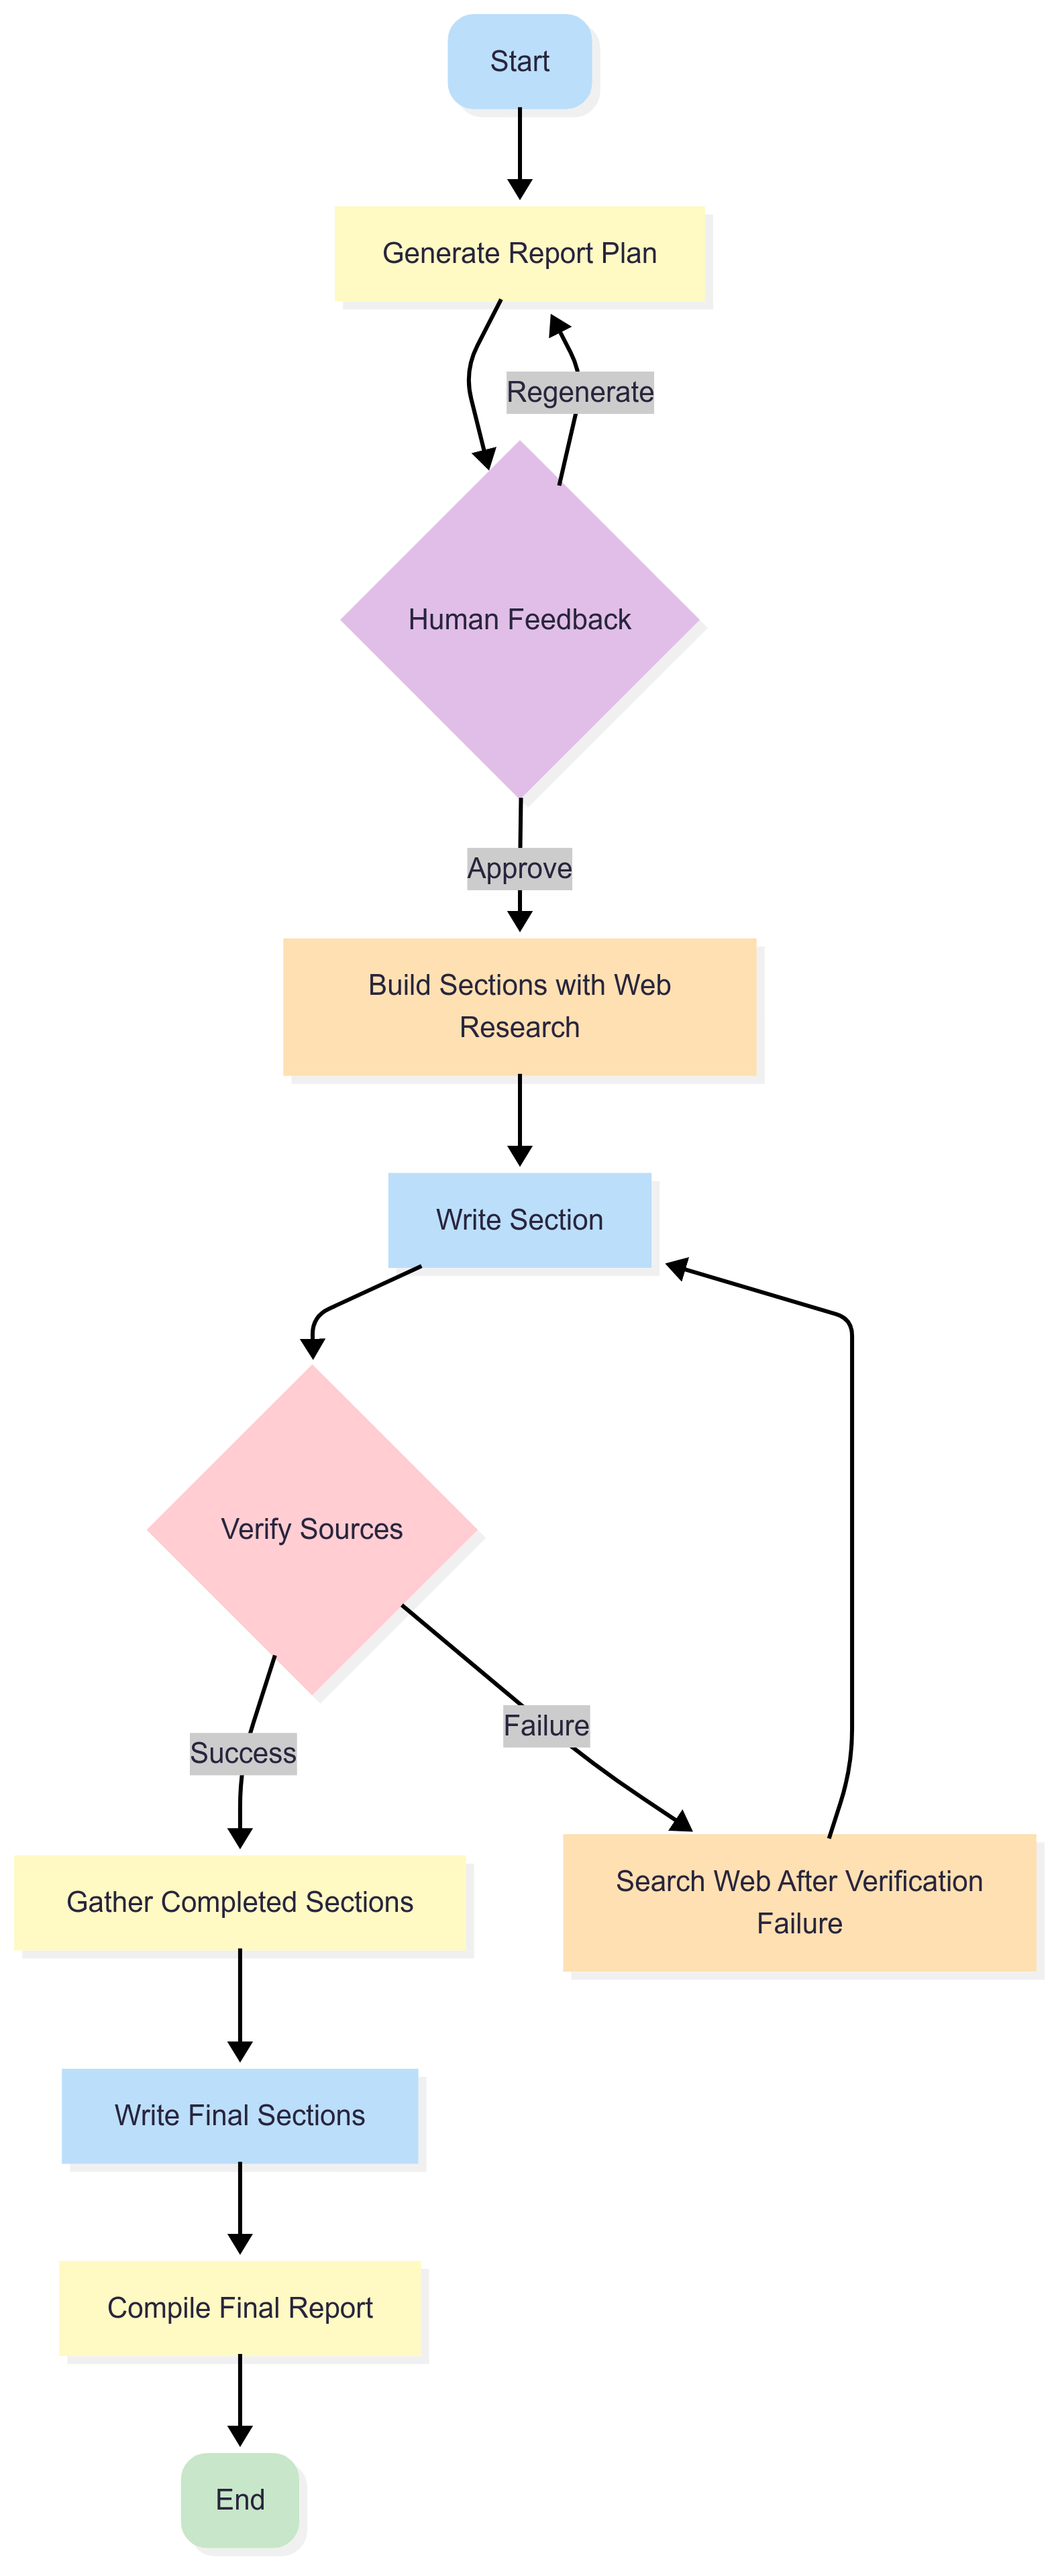 Start
Generate Report Plan
Regenerate
Human Feedback
Approve
Build Sections with Web
Research
Write Section
Verify Sources
Failure
Success
Search Web After Verification
Failure
Gather Completed Sections
Write Final Sections
Compile Final Report
End